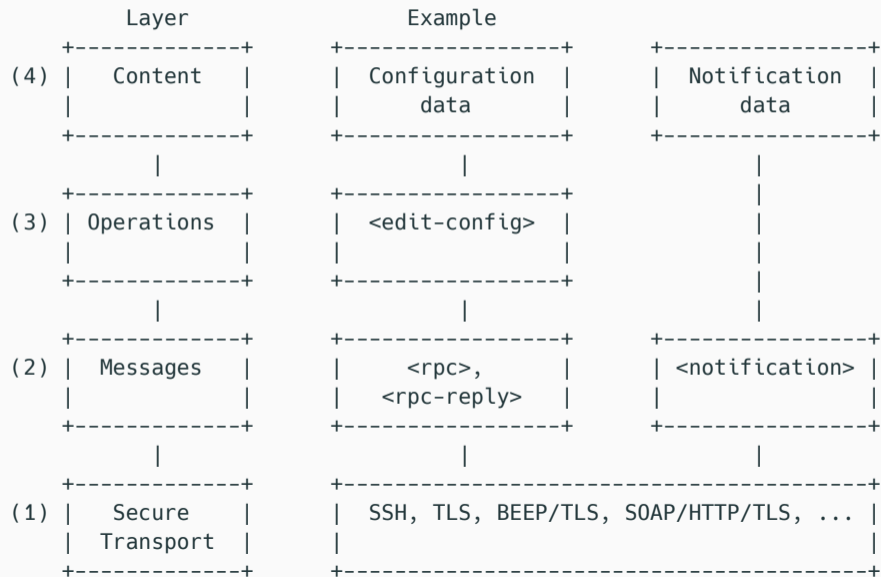 Layer Example
(4) Content Configuration Notification
data data
(3) Operations <edit-config>
(2) Messages <rpc>, <notification>
<rpc-reply>
(1) Secure SSH, TLS, BEEP/TLS, SOAP/HTTP/TLS, ...
Transport